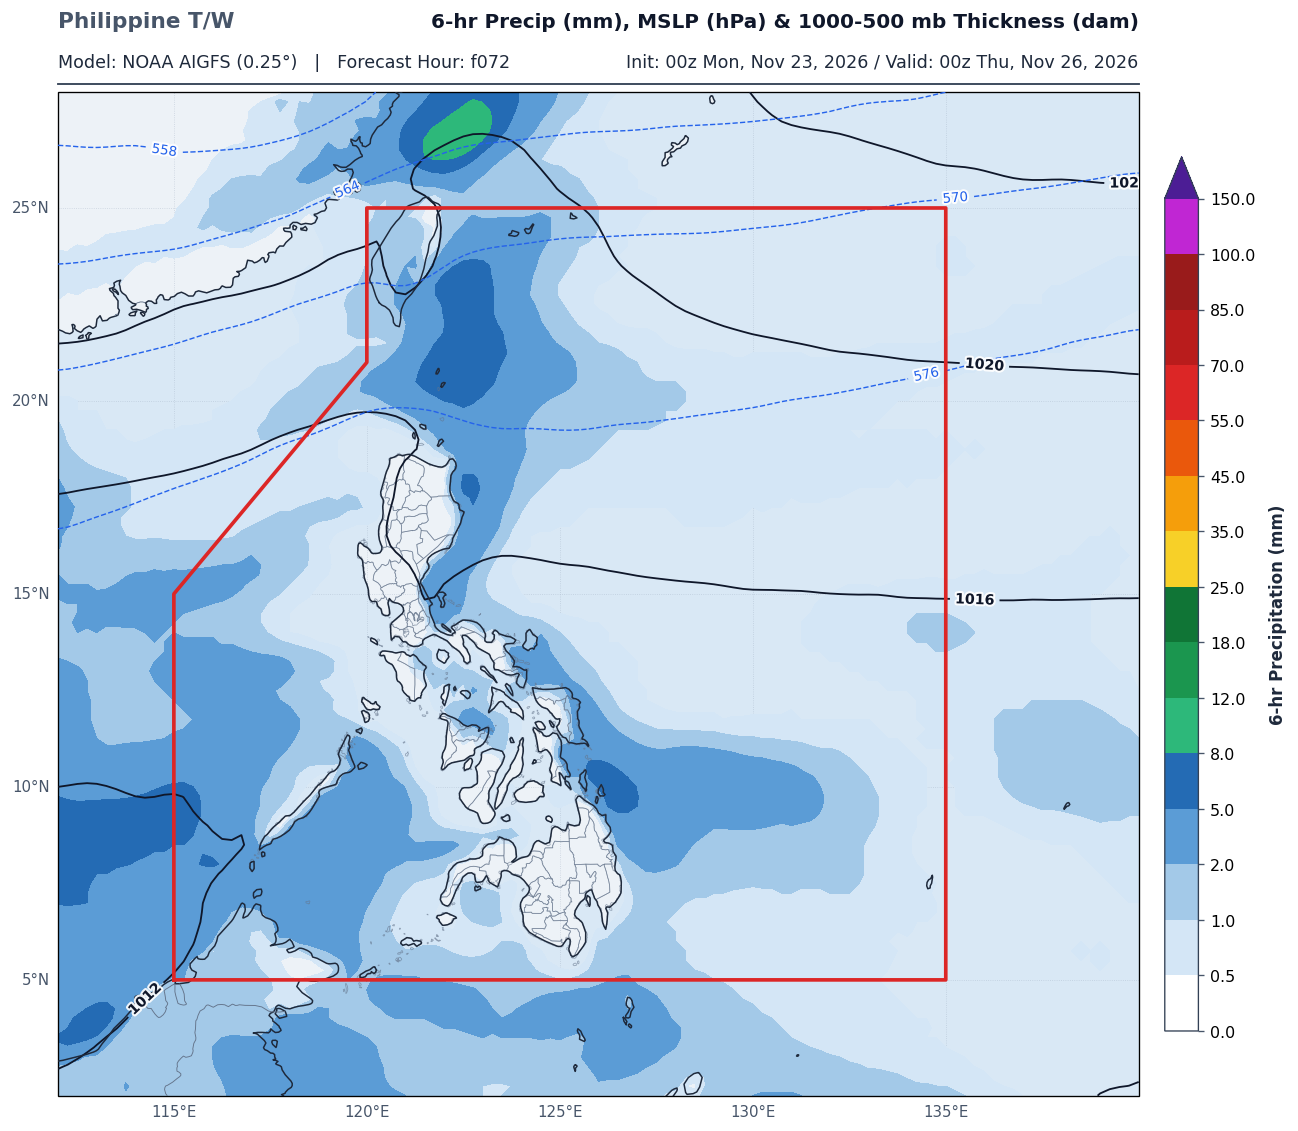 Philippine T/W
6-hr Precip (mm), MSLP (hPa) & 1000-500 mb Thickness (dam)
Model: NOAA AIGFS (0.25°) | Forecast Hour: f072
Init: 00z Mon, Nov 23, 2026 / Valid: 00z Thu, Nov 26, 2026
558
564
570
102
576
1020
1016
1012
25°N
20°N
15°N
10°N
5°N
115°E
120°E
125°E
130°E
135°E
150.0
100.0
85.0
70.0
55.0
45.0
35.0
25.0
18.0
12.0
8.0
5.0
2.0
1.0
0.5
0.0
6-hr Precipitation (mm)